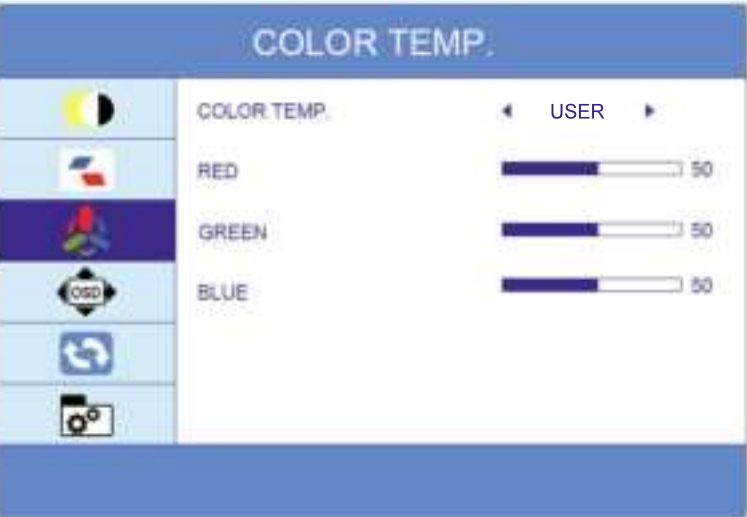 COLOR TEMP.
COLOR TEMP. USER
RED 50
GREEN 50
OSD
BLUE 50